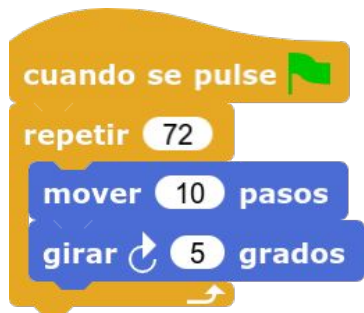 cuando se pulse
repetir 72
mover 10 pasos
girar 5 grados